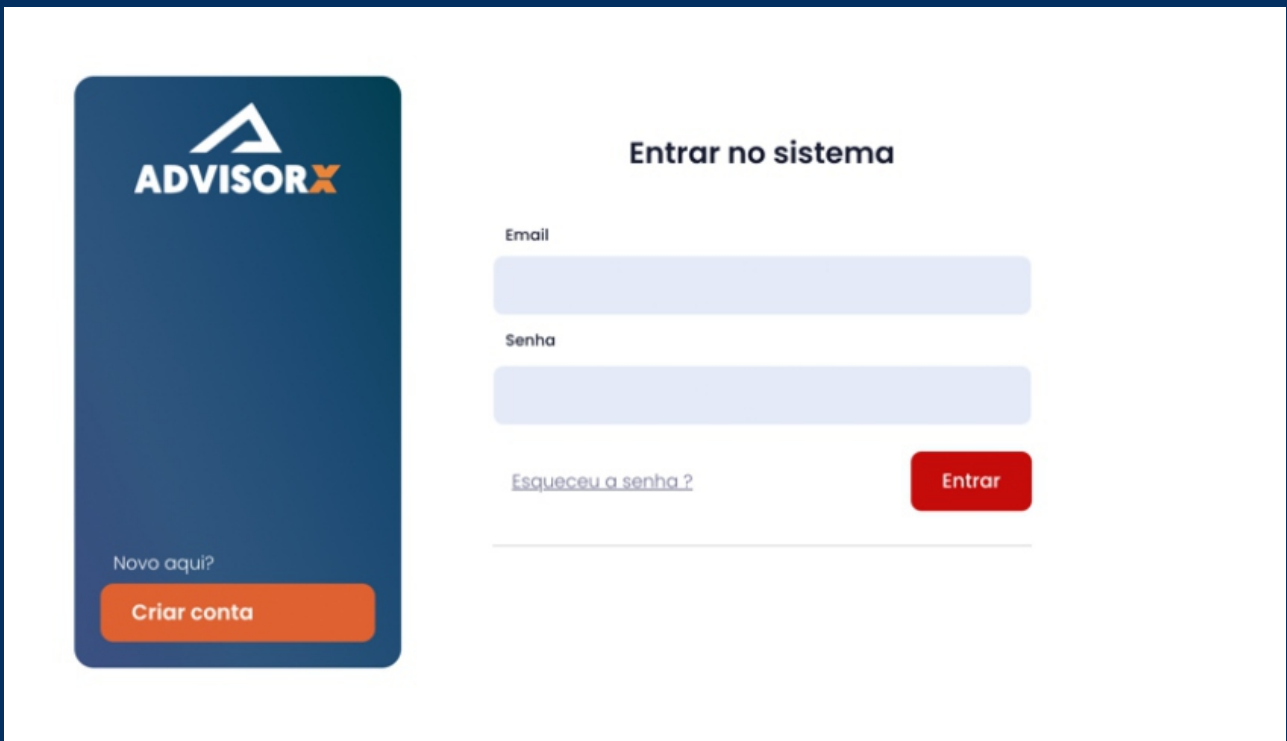 ADVISORX
Novo aqui?
Criar conta
Entrar no sistema
Email
Senha
Esqueceu a senha ?
Entrar